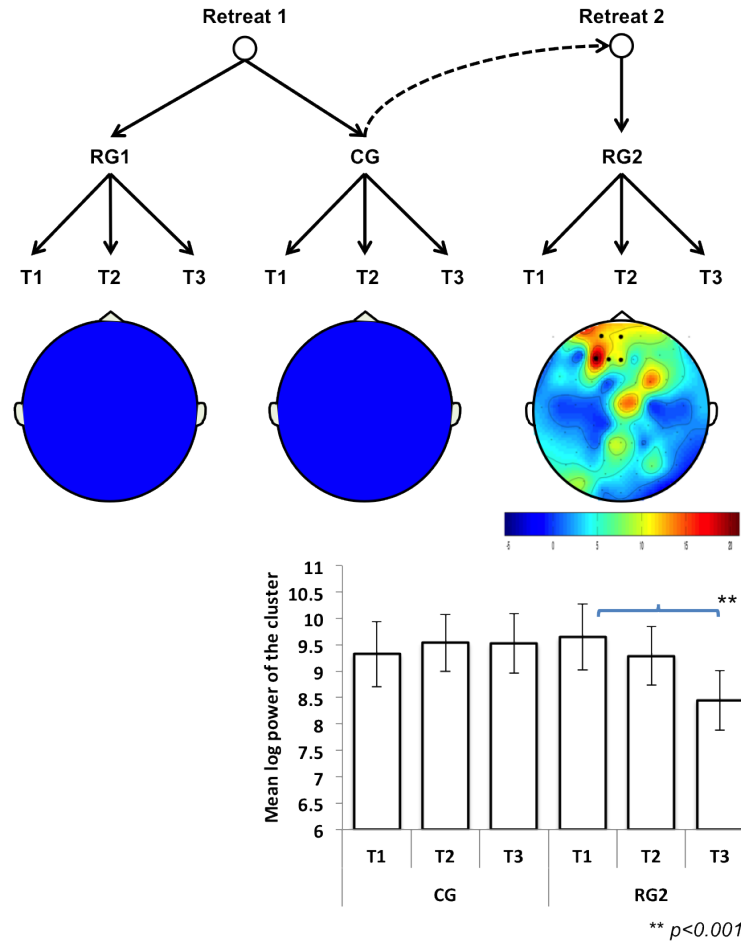 Retreat 1 Retreat 2
RG1 CG RG2
T1 T2 T3 T1 T2 T3 T1 T2 T3
0 5
Mean log power of the cluster
11
10.5
10
9.5
9
8.5
8
7.5
7
6.5
6
**
T1 T2 T3 T1 T2 T3
CG RG2
** p<0.001